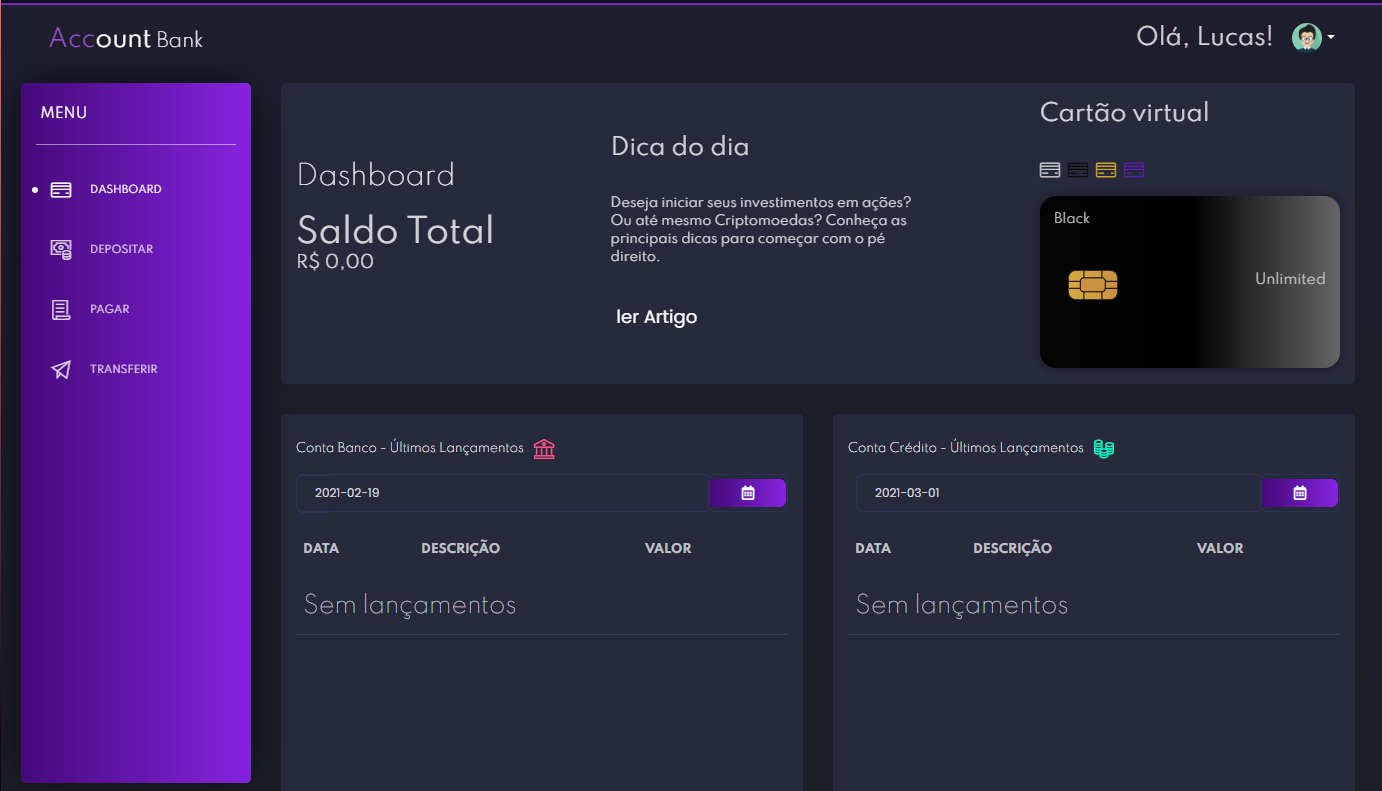 Account Bank
Olá, Lucas!
MENU
DASHBOARD
DEPOSITAR
PAGAR
TRANSFERIR
Dashboard
Saldo Total
R$ 0,00
Dica do dia
Deseja iniciar seus investimentos em ações?
Ou até mesmo Criptomoedas? Conheça as
principais dicas para começar com o pé
direito.
ler Artigo
Cartão virtual
Black
Unlimited
Conta Banco - Últimos Lançamentos
2021-02-19
DATA DESCRIÇÃO VALOR
Sem lançamentos
Conta Crédito - Últimos Lançamentos
2021-03-01
DATA DESCRIÇÃO VALOR
Sem lançamentos